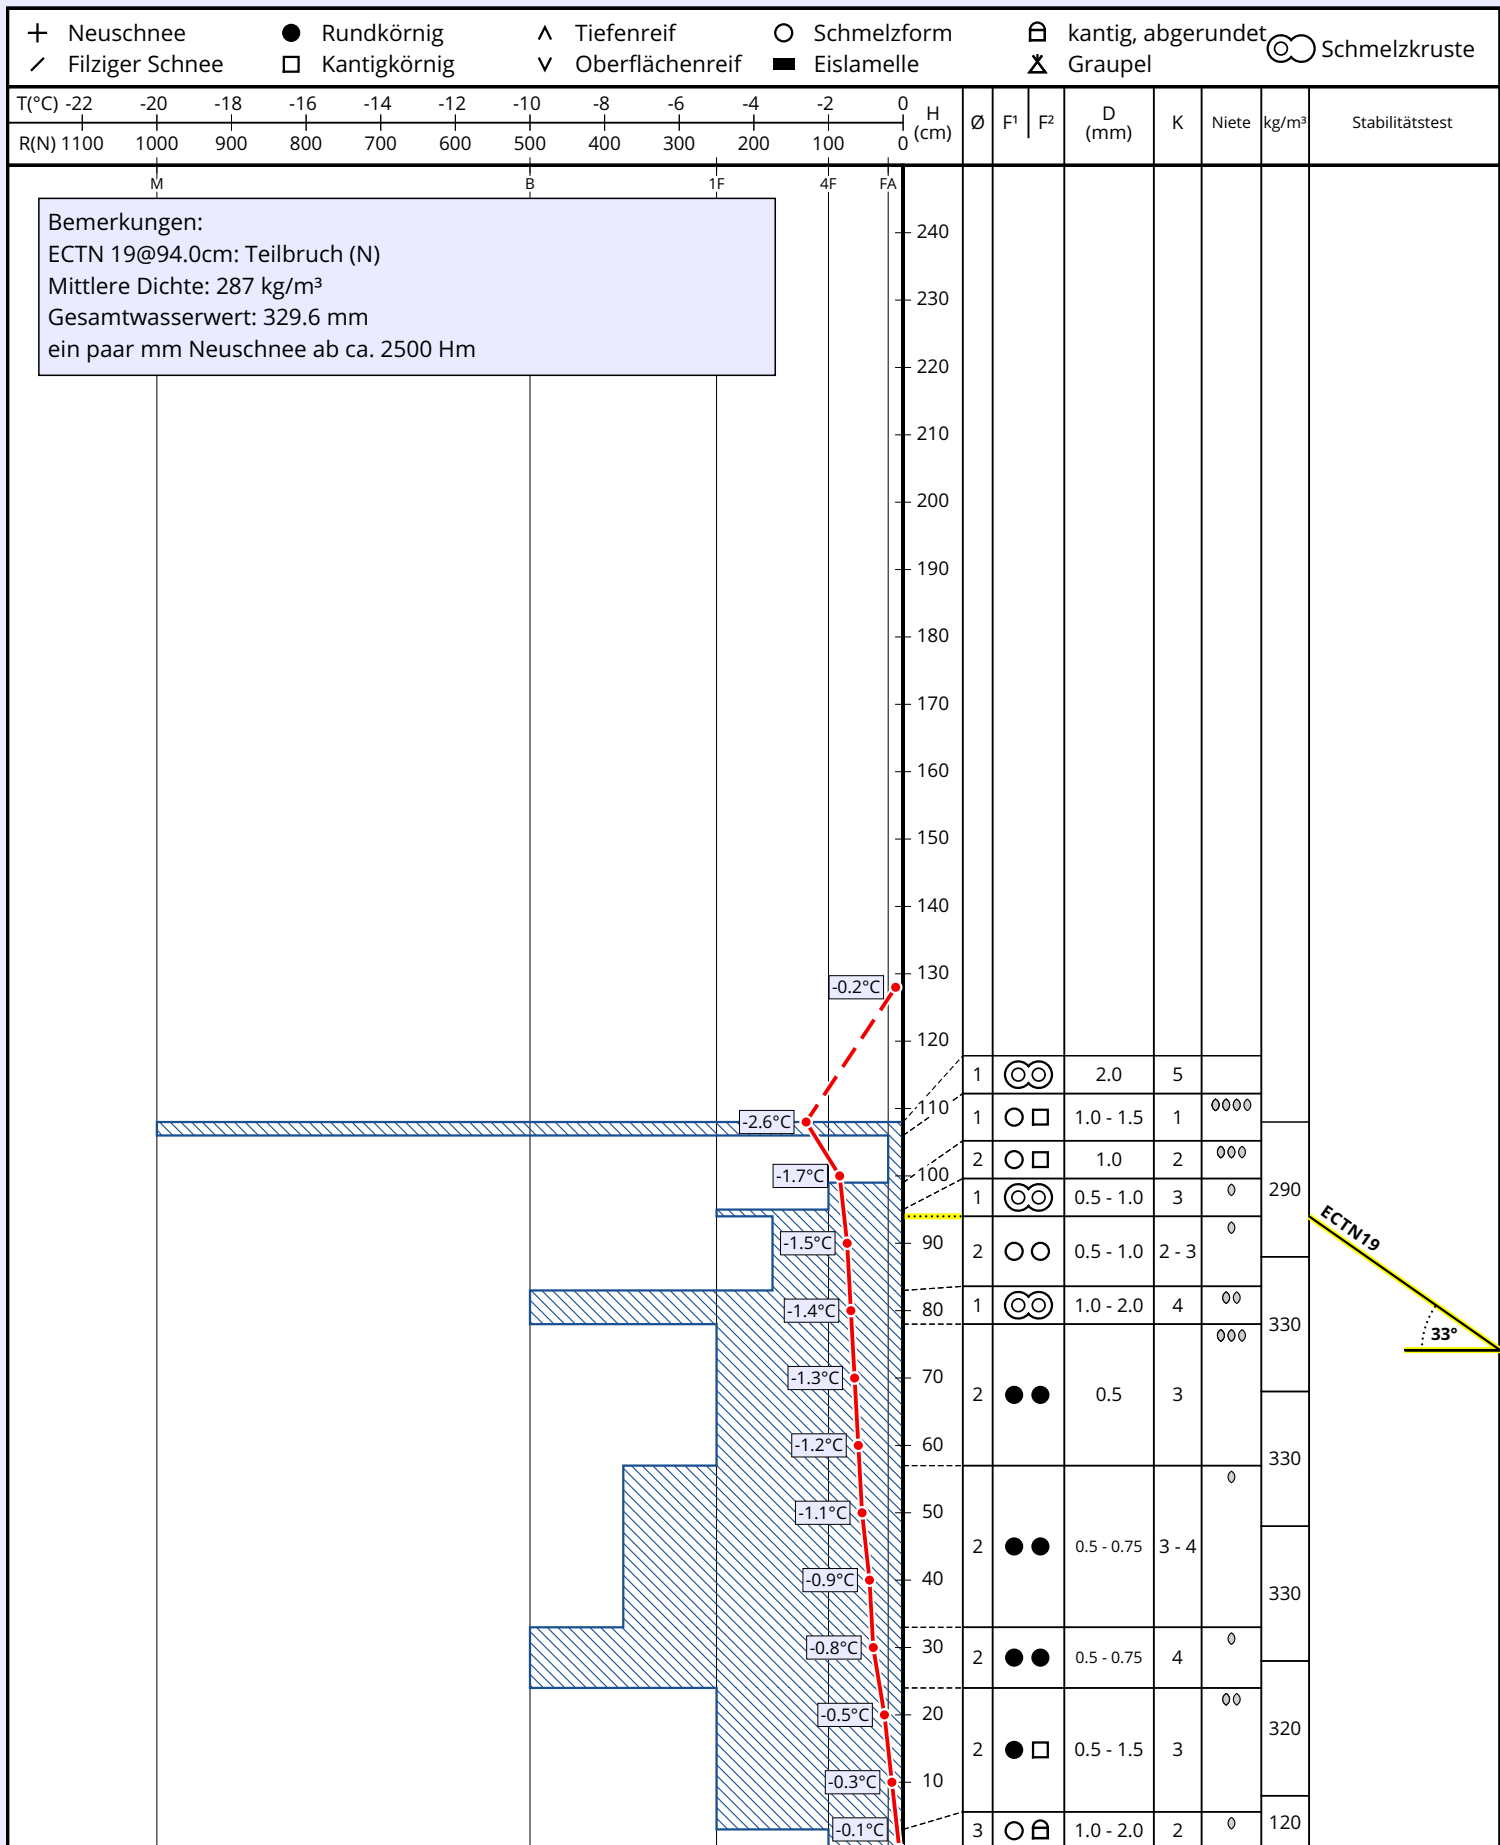 Neuschnee Rundkörnig Tiefenreif Schmelzform kantig, abgerundet Schmelzkruste
Filziger Schnee Kantigkörnig Oberflächenreif Eislamelle Graupel
T(°C) -22 -20 -18 -16 -14 -12 -10 -8 -6 -4 -2 0
R(N) 1100 1000 900 800 700 600 500 400 300 200 100 0
H (cm) Ø F¹ F² D (mm) K Niete kg/m³ Stabilitätstest
M B 1F 4F FA
Bemerkungen:
ECTN 19@94.0cm: Teilbruch (N)
Mittlere Dichte: 287 kg/m³
Gesamtwasserwert: 329.6 mm
ein paar mm Neuschnee ab ca. 2500 Hm
240
230
220
210
200
190
180
170
160
150
140
130
-0.2°C
120
1 2.0 5
110
1 1.0 - 1.5 1
-2.6°C
2 1.0 2
-1.7°C 100
290
1 0.5 - 1.0 3
ECTN19
-1.5°C 90
2 0.5 - 1.0 2 - 3
1 1.0 - 2.0 4
-1.4°C 80
330
33°
-1.3°C 70
2 0.5 3
-1.2°C 60
330
-1.1°C 50
2 0.5 - 0.75 3 - 4
-0.9°C 40
330
-0.8°C 30
2 0.5 - 0.75 4
-0.5°C 20
320
2 0.5 - 1.5 3
-0.3°C 10
120
-0.1°C
3 1.0 - 2.0 2